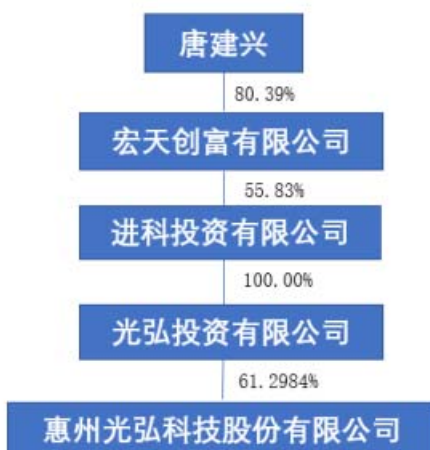 唐建兴
80.39%
宏天创富有限公司
55.83%
进科投资有限公司
100.00%
光弘投资有限公司
61.2984%
惠州光弘科技股份有限公司